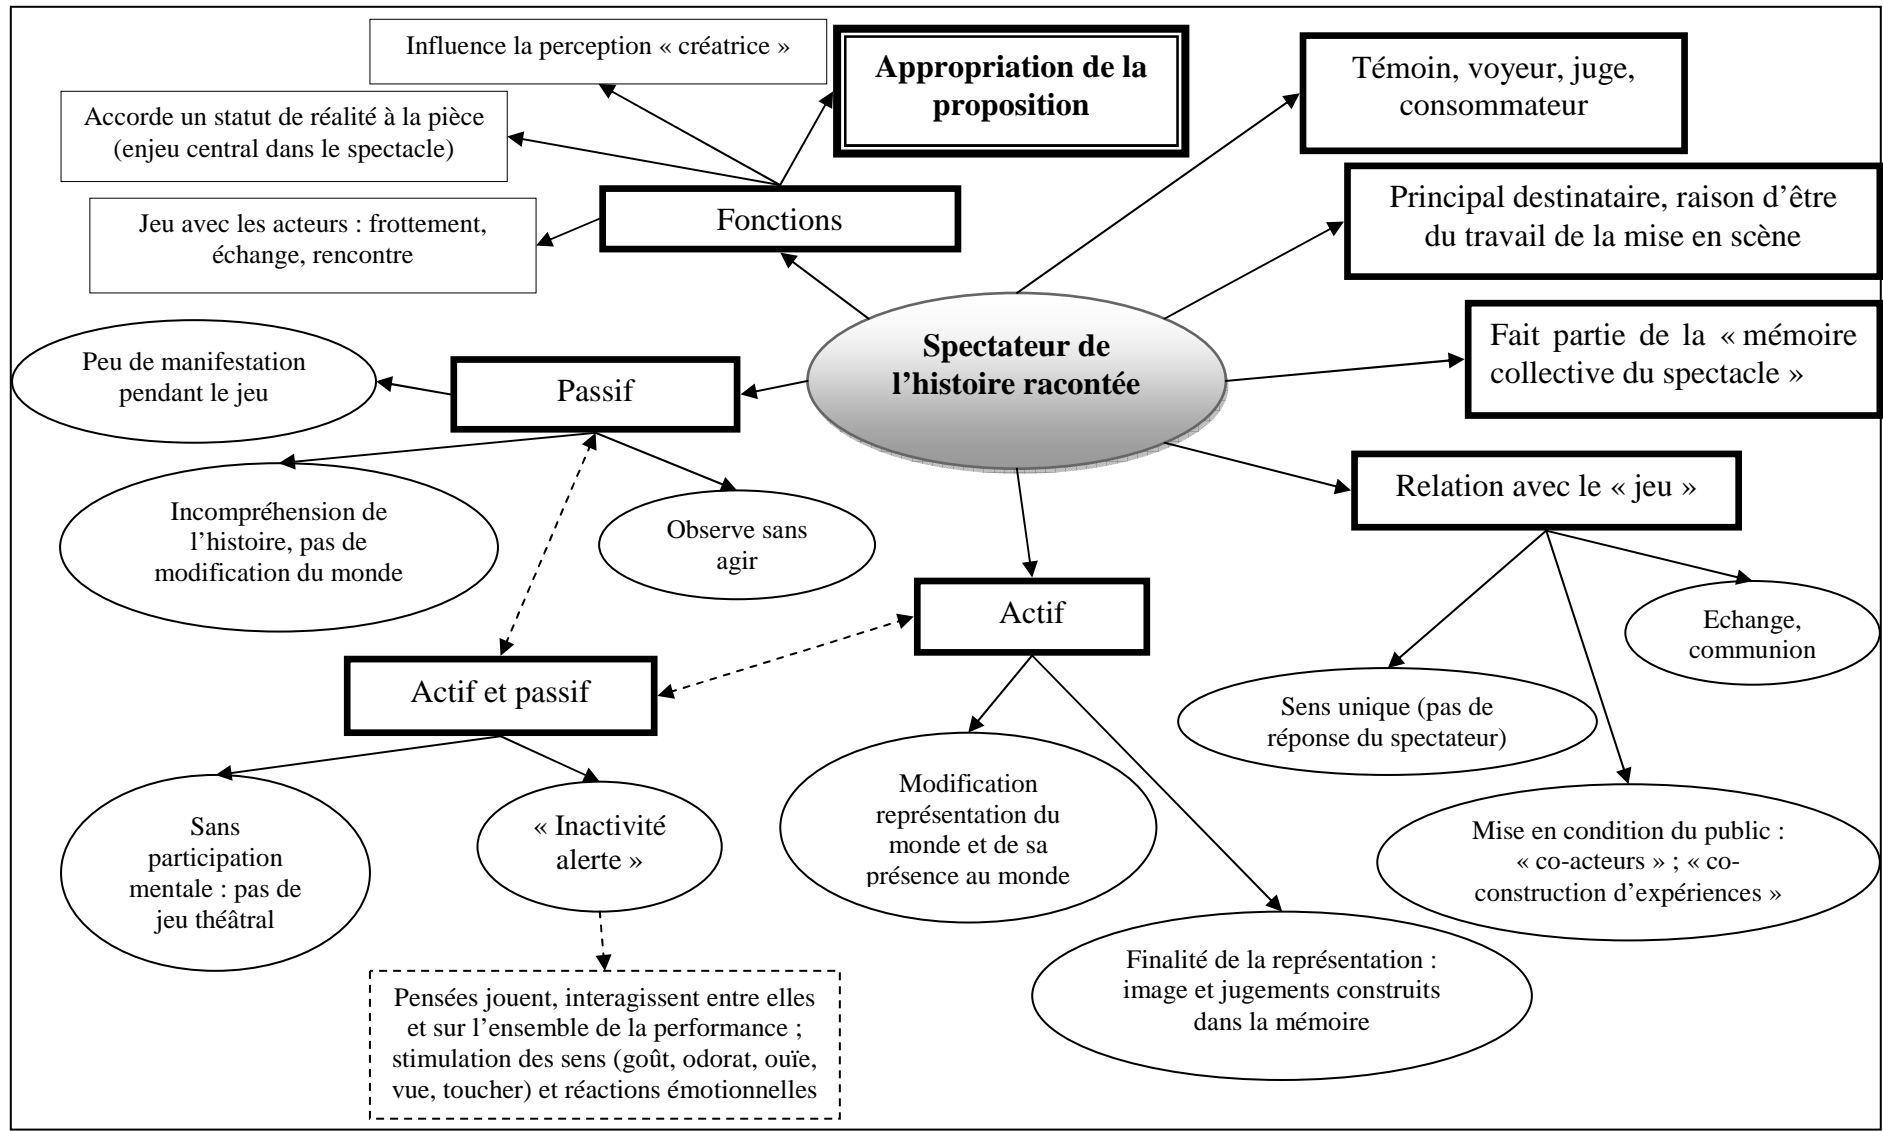 Influence la perception « créatrice »
Appropriation de la
proposition
Témoin, voyeur, juge,
consommateur
Accorde un statut de réalité à la pièce
(enjeu central dans le spectacle)
Principal destinataire, raison d’être
du travail de la mise en scène
Fonctions
Jeu avec les acteurs : frottement,
échange, rencontre
Spectateur de
l’histoire racontée
Fait partie de la « mémoire
collective du spectacle »
Peu de manifestation
pendant le jeu
Passif
Relation avec le « jeu »
Incompréhension de
l’histoire, pas de
modification du monde
Observe sans
agir
Actif
Echange,
communion
Actif et passif
Sens unique (pas de
réponse du spectateur)
Sans
participation
mentale : pas de
jeu théâtral
« Inactivité
alerte »
Modification
représentation du
monde et de sa
présence au monde
Mise en condition du public :
« co-acteurs » ; « co-
construction d’expériences »
Finalité de la représentation :
image et jugements construits
dans la mémoire
Pensées jouent, interagissent entre elles
et sur l’ensemble de la performance ;
stimulation des sens (goût, odorat, ouïe,
vue, toucher) et réactions émotionnelles